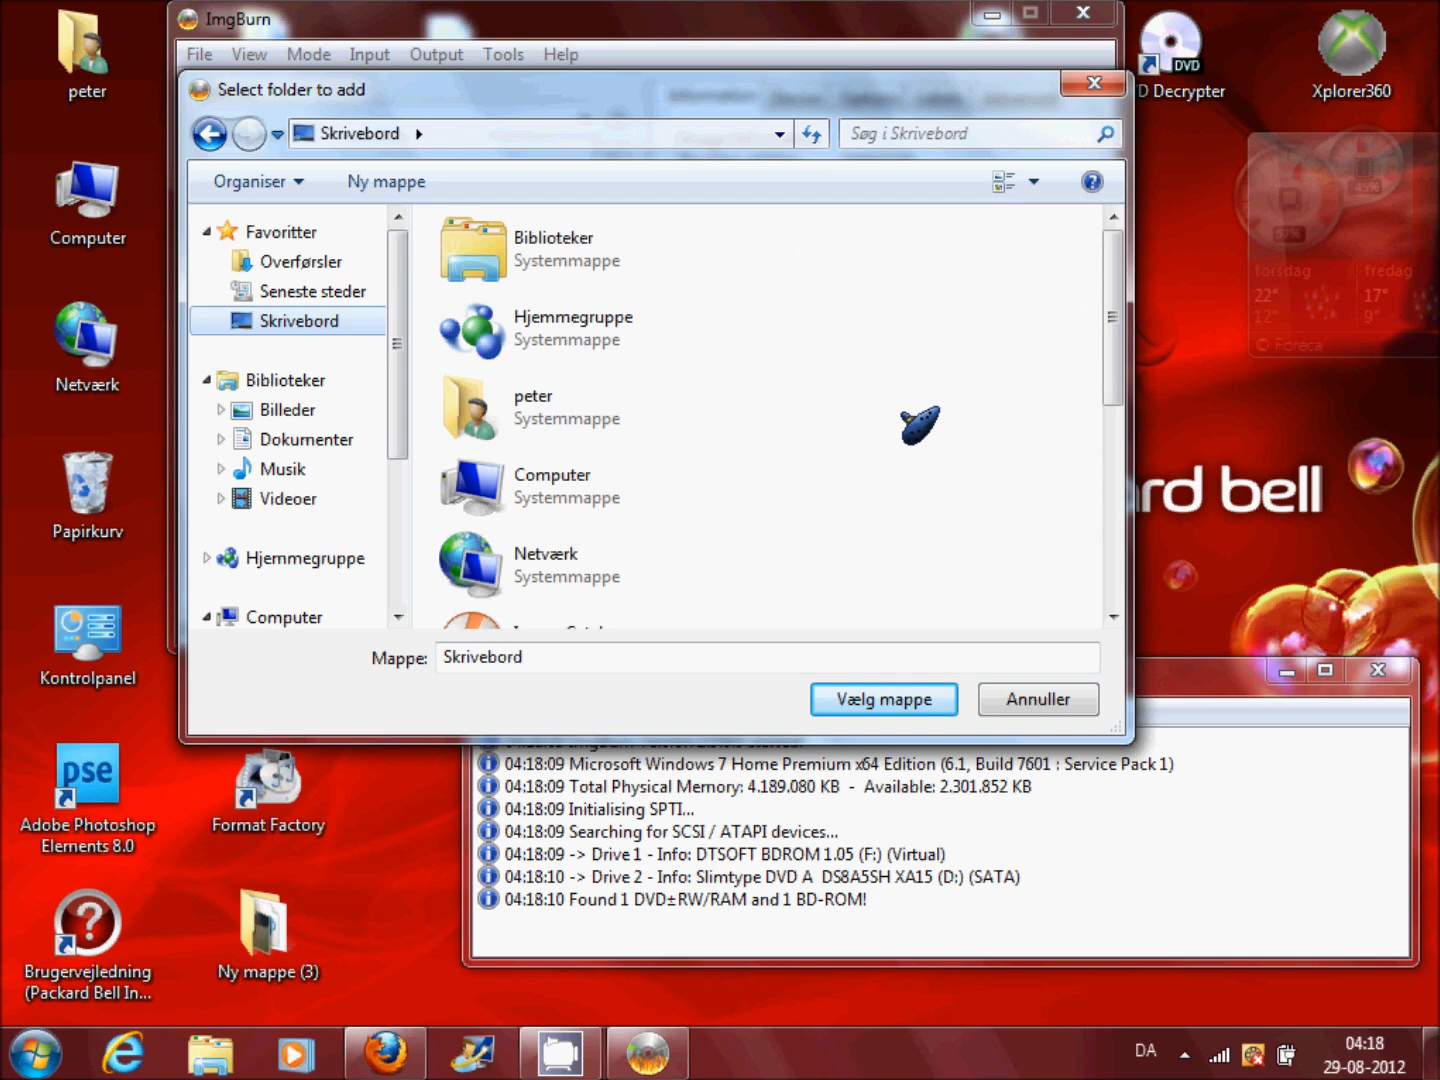 ImgBurn
File View Mode Input Output Tools Help
Select folder to add
Skrivebord
Søg i Skrivebord
Organiser
Ny mappe
Favoritter
Overførsler
Seneste steder
Skrivebord
Biblioteker
Billeder
Dokumenter
Musik
Videoer
Hjemmegruppe
Computer
Biblioteker
Systemmappe
Hjemmegruppe
Systemmappe
peter
Systemmappe
Computer
Systemmappe
Netværk
Systemmappe
Mappe: Skrivebord
Vælg mappe
Annuller
04:18:09 Microsoft Windows 7 Home Premium x64 Edition (6.1, Build 7601 : Service Pack 1)
04:18:09 Total Physical Memory: 4.189.080 KB - Available: 2.301.852 KB
04:18:09 Initialising SPTI...
04:18:09 Searching for SCSI / ATAPI devices...
04:18:09 -> Drive 1 - Info: DTSOFT BDROM 1.05 (F:) (Virtual)
04:18:10 -> Drive 2 - Info: Slimtype DVD A DS8A5SH XA15 (D:) (SATA)
04:18:10 Found 1 DVD±RW/RAM and 1 BD-ROM!
peter
Computer
Netværk
Papirkurv
Kontrolpanel
pse
Adobe Photoshop
Elements 8.0
Format Factory
Brugervejledning
(Packard Bell In...
Ny mappe (3)
DVD
D Decrypter
Xplorer360
45%
57%
torsdag
22°
12°
fredag
17°
9°
© Foreca
ard bell
DA
04:18
29-08-2012